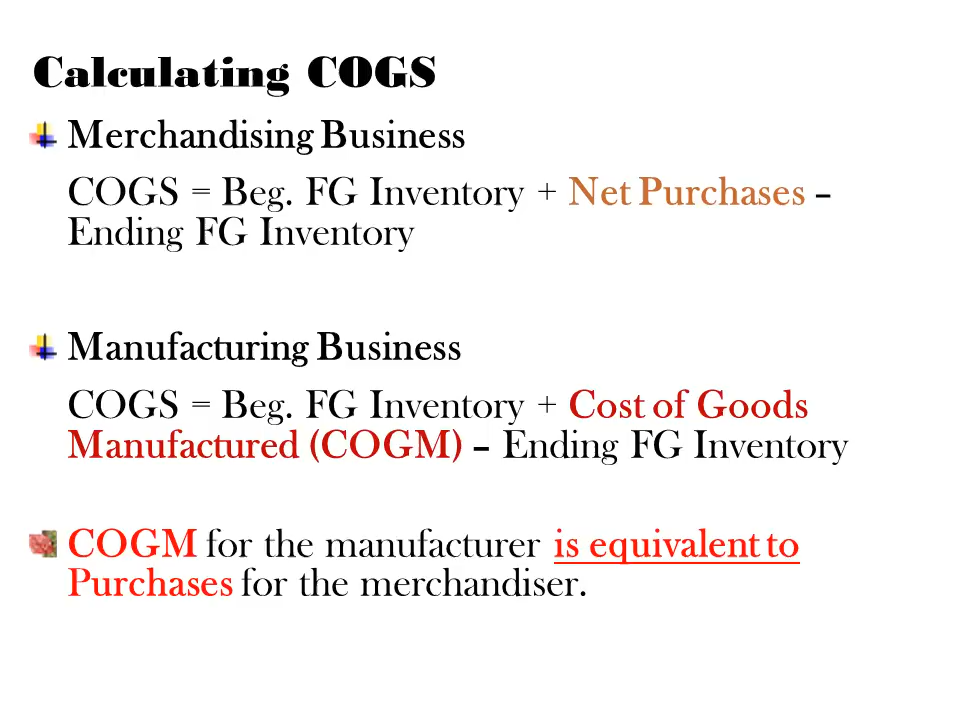 Calculating COGS
Merchandising Business
COGS = Beg. FG Inventory + Net Purchases –
Ending FG Inventory
Manufacturing Business
COGS = Beg. FG Inventory + Cost of Goods
Manufactured (COGM) – Ending FG Inventory
COGM for the manufacturer is equivalent to
Purchases for the merchandiser.